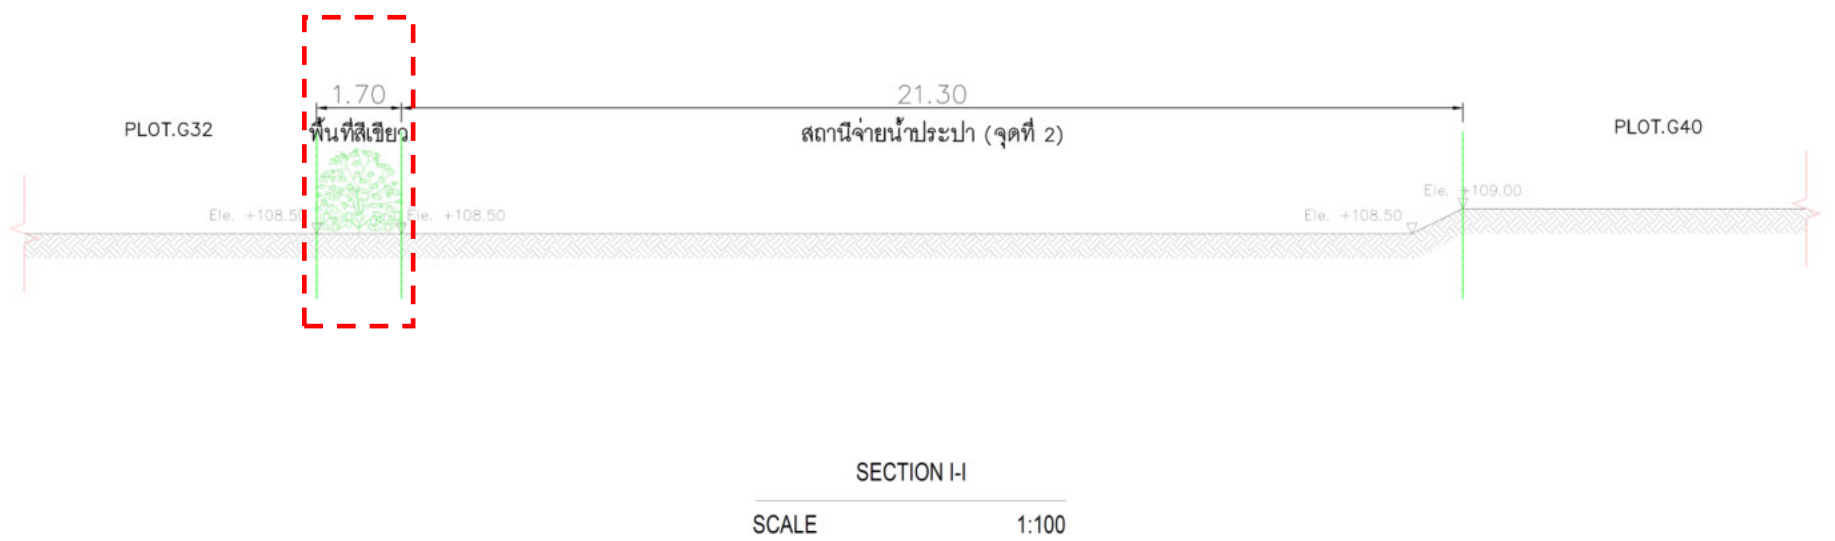 1.70
21.30
PLOT.G32
พื้นที่สีเขียว
สถานีจ่ายน้ำประปา (จุดที่ 2)
PLOT.G40
Ele. +109.00
Ele. +108.50
Ele. +108.50
Ele. +108.50
SECTION I-I
SCALE 1:100